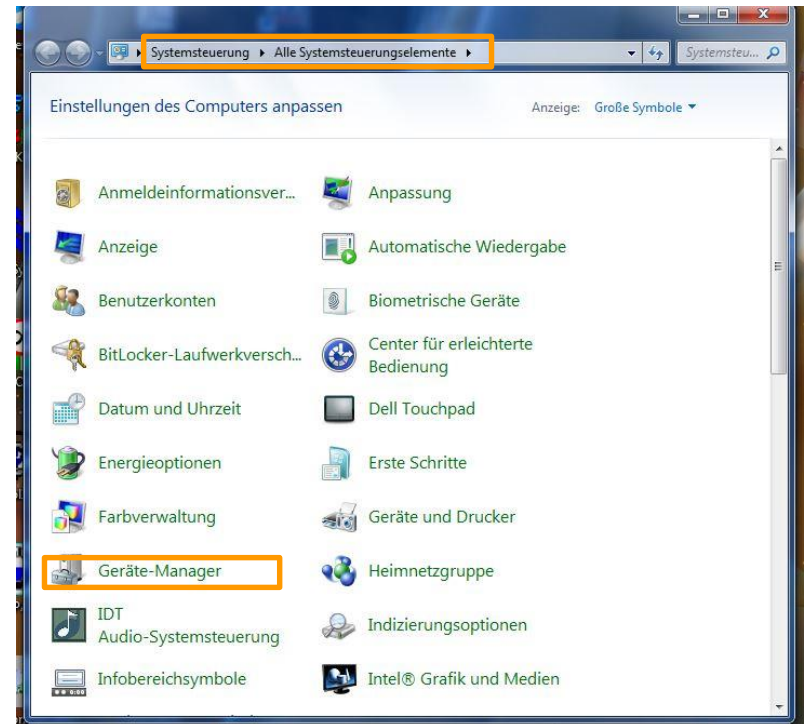 Systemsteuerung ▸ Alle Systemsteuerungselemente ▸
Systemsteu...
Einstellungen des Computers anpassen
Anzeige: Große Symbole
Anmeldeinformationsver...
Anpassung
Anzeige
Automatische Wiedergabe
Benutzerkonten
Biometrische Geräte
BitLocker-Laufwerkversch...
Center für erleichterte
Bedienung
Datum und Uhrzeit
Dell Touchpad
Energieoptionen
Erste Schritte
Farbverwaltung
Geräte und Drucker
Geräte-Manager
Heimnetzgruppe
IDT
Audio-Systemsteuerung
Indizierungsoptionen
Infobereichsymbole
Intel® Grafik und Medien